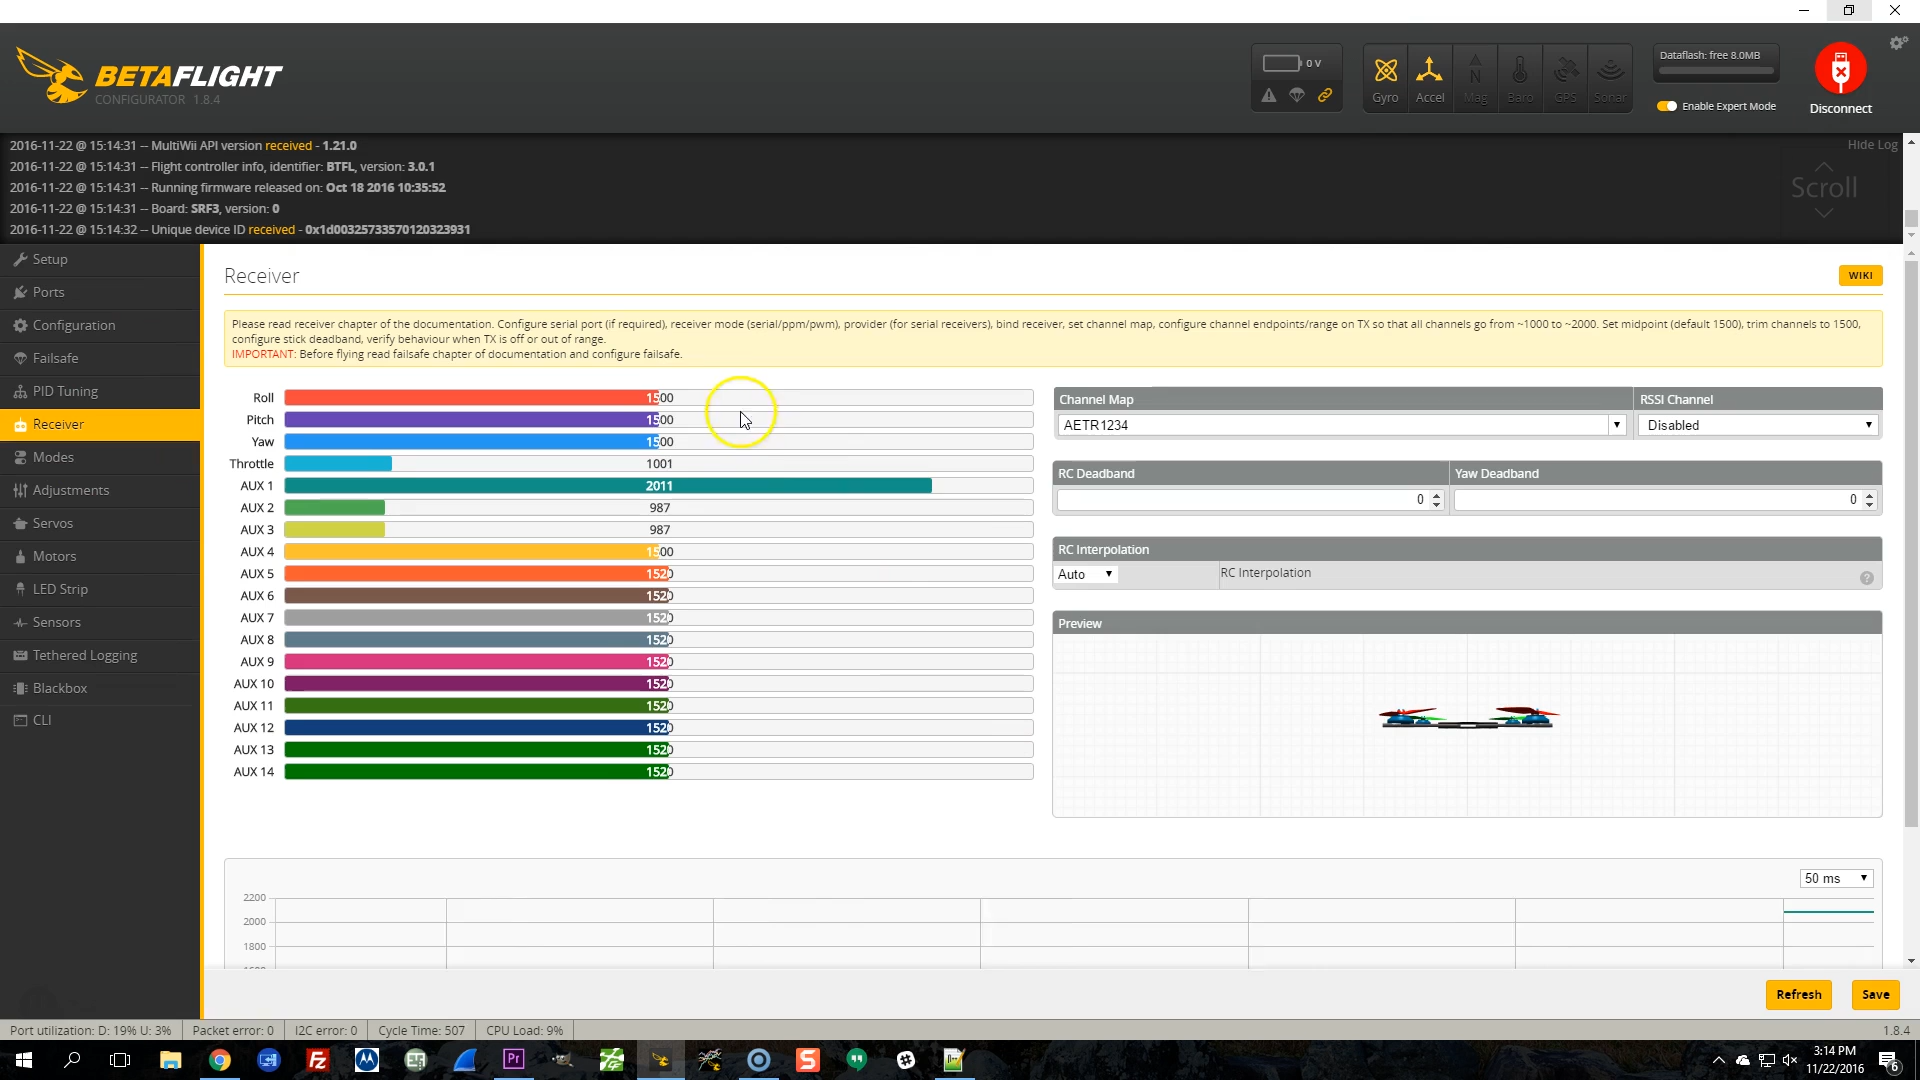 BETAFLIGHT
CONFIGURATOR 1.8.4
0 V
Gyro
Accel
Mag
Baro
GPS
Sonar
Dataflash: free 8.0MB
Enable Expert Mode
Disconnect
2016-11-22 @ 15:14:31 -- MultiWii API version received - 1.21.0
2016-11-22 @ 15:14:31 -- Flight controller info, identifier: BTFL, version: 3.0.1
2016-11-22 @ 15:14:31 -- Running firmware released on: Oct 18 2016 10:35:52
2016-11-22 @ 15:14:31 -- Board: SRF3, version: 0
2016-11-22 @ 15:14:32 -- Unique device ID received - 0x1d00325733570120323931
Hide Log
Scroll
Setup
Ports
Configuration
Failsafe
PID Tuning
Receiver
Modes
Adjustments
Servos
Motors
LED Strip
Sensors
Tethered Logging
Blackbox
CLI
Receiver
WIKI
Please read receiver chapter of the documentation. Configure serial port (if required), receiver mode (serial/ppm/pwm), provider (for serial receivers), bind receiver, set channel map, configure channel endpoints/range on TX so that all channels go from ~1000 to ~2000. Set midpoint (default 1500), trim channels to 1500,
configure stick deadband, verify behaviour when TX is off or out of range.
IMPORTANT: Before flying read failsafe chapter of documentation and configure failsafe.
Roll 1500
Pitch 1500
Yaw 1500
Throttle 1001
AUX 1 2011
AUX 2 987
AUX 3 987
AUX 4 1500
AUX 5 1520
AUX 6 1520
AUX 7 1520
AUX 8 1520
AUX 9 1520
AUX 10 1520
AUX 11 1520
AUX 12 1520
AUX 13 1520
AUX 14 1520
Channel Map
RSSI Channel
AETR1234
Disabled
RC Deadband
Yaw Deadband
0
0
RC Interpolation
Auto
RC Interpolation
?
Preview
50 ms
2200
2000
1800
Refresh
Save
Port utilization: D: 19% U: 3%
Packet error: 0
I2C error: 0
Cycle Time: 507
CPU Load: 9%
1.8.4
3:14 PM
11/22/2016
6